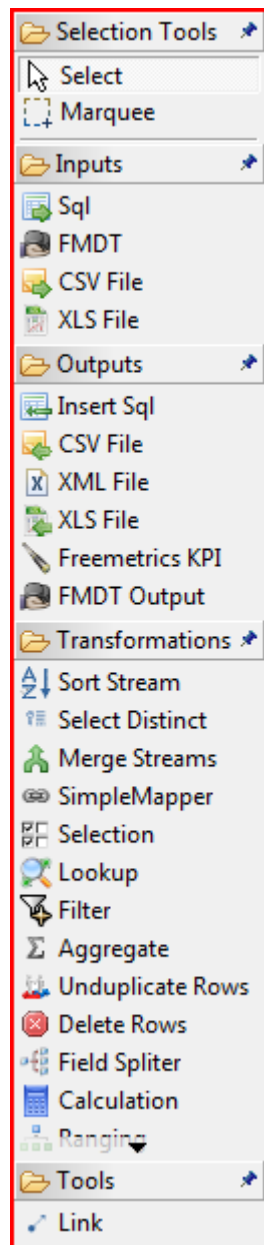 Selection Tools
Select
Marquee
Inputs
Sql
FMDT
CSV File
XLS File
Outputs
Insert Sql
CSV File
XML File
XLS File
Freemetrics KPI
FMDT Output
Transformations
Sort Stream
Select Distinct
Merge Streams
SimpleMapper
Selection
Lookup
Filter
Aggregate
Unduplicate Rows
Delete Rows
Field Spliter
Calculation
Ranging
Tools
Link